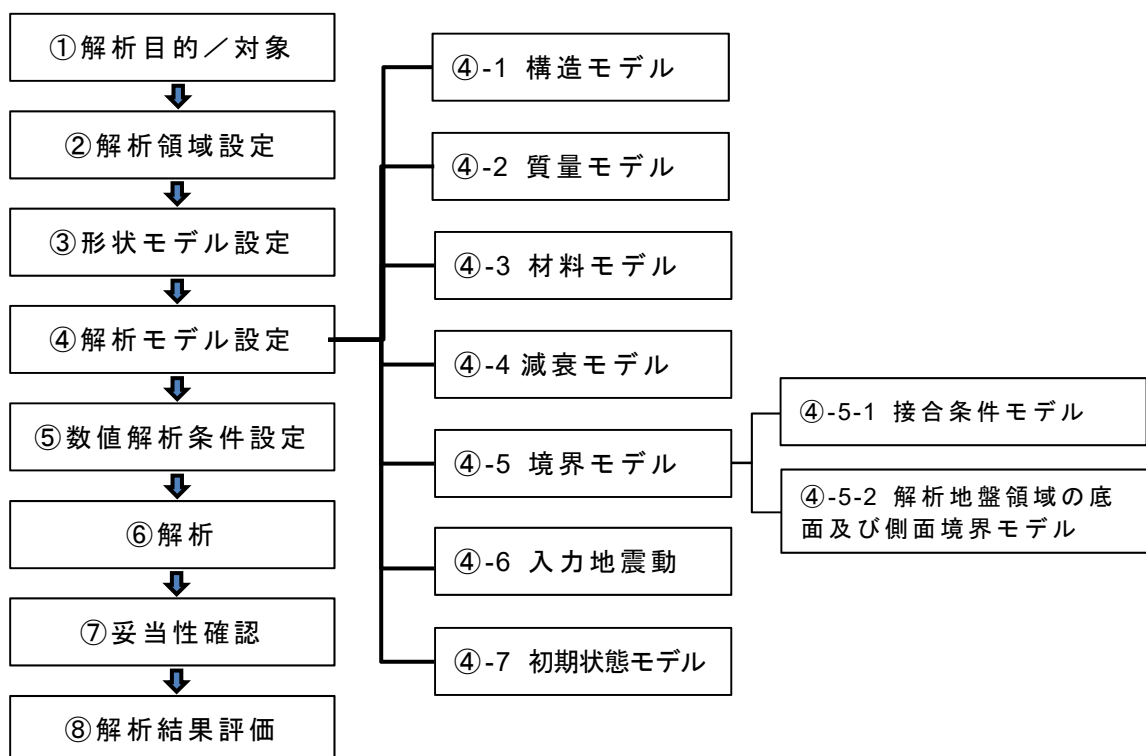 ①解析目的／対象
②解析領域設定
③形状モデル設定
④解析モデル設定
⑤数値解析条件設定
⑥解析
⑦妥当性確認
⑧解析結果評価
④-1 構造モデル
④-2 質量モデル
④-3 材料モデル
④-4 減衰モデル
④-5 境界モデル
④-6 入力地震動
④-7 初期状態モデル
④-5-1 接合条件モデル
④-5-2 解析地盤領域の底
面及び側面境界モデル